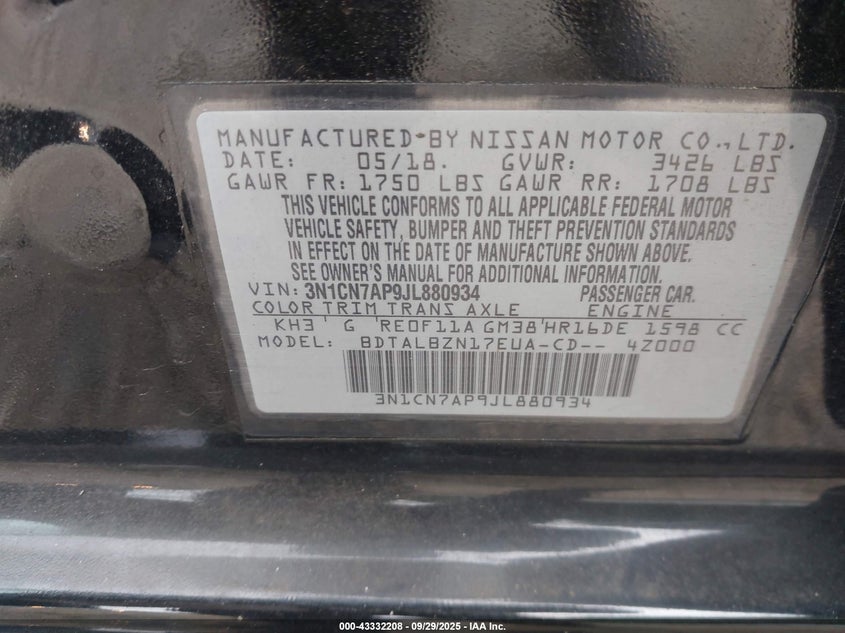 MANUFACTURED BY NISSAN MOTOR CO., LTD.
DATE: 05/18. GVWR: 3426 LBS
GAWR FR: 1750 LBS GAWR RR: 1708 LBS
THIS VEHICLE CONFORMS TO ALL APPLICABLE FEDERAL MOTOR
VEHICLE SAFETY, BUMPER AND THEFT PREVENTION STANDARDS
IN EFFECT ON THE DATE OF MANUFACTURE SHOWN ABOVE.
SEE OWNER'S MANUAL FOR ADDITIONAL INFORMATION.
VIN: 3N1CN7AP9JL880934 PASSENGER CAR.
COLOR TRIM TRANS AXLE ENGINE
KH3 G RE0F11A GM38 HR16DE 1598 CC
MODEL: BDTALBZN17EUA-CD-- 4Z000
3N1CN7AP9JL880934
000-43332208 - 09/29/2025 - IAA Inc.